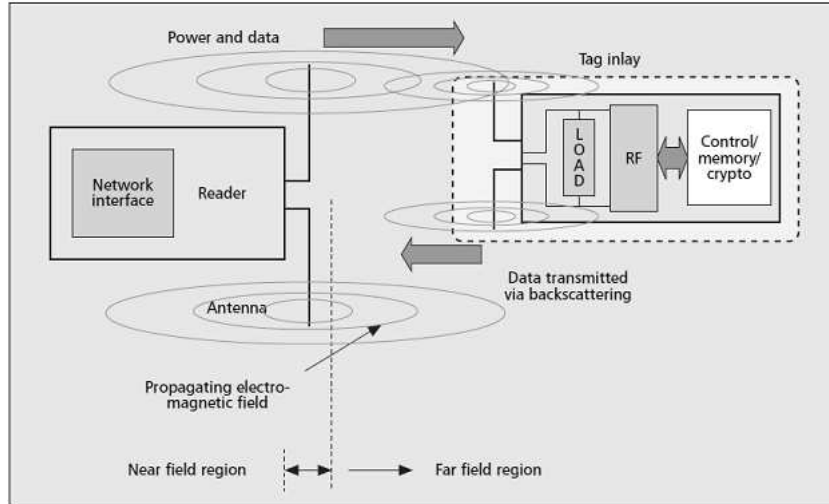 Power and data
Tag inlay
Network
interface
Reader
L
O
A
D
RF
Control/
memory/
crypto
Data transmitted
via backscattering
Antenna
Propagating electro-
magnetic field
Near field region
Far field region